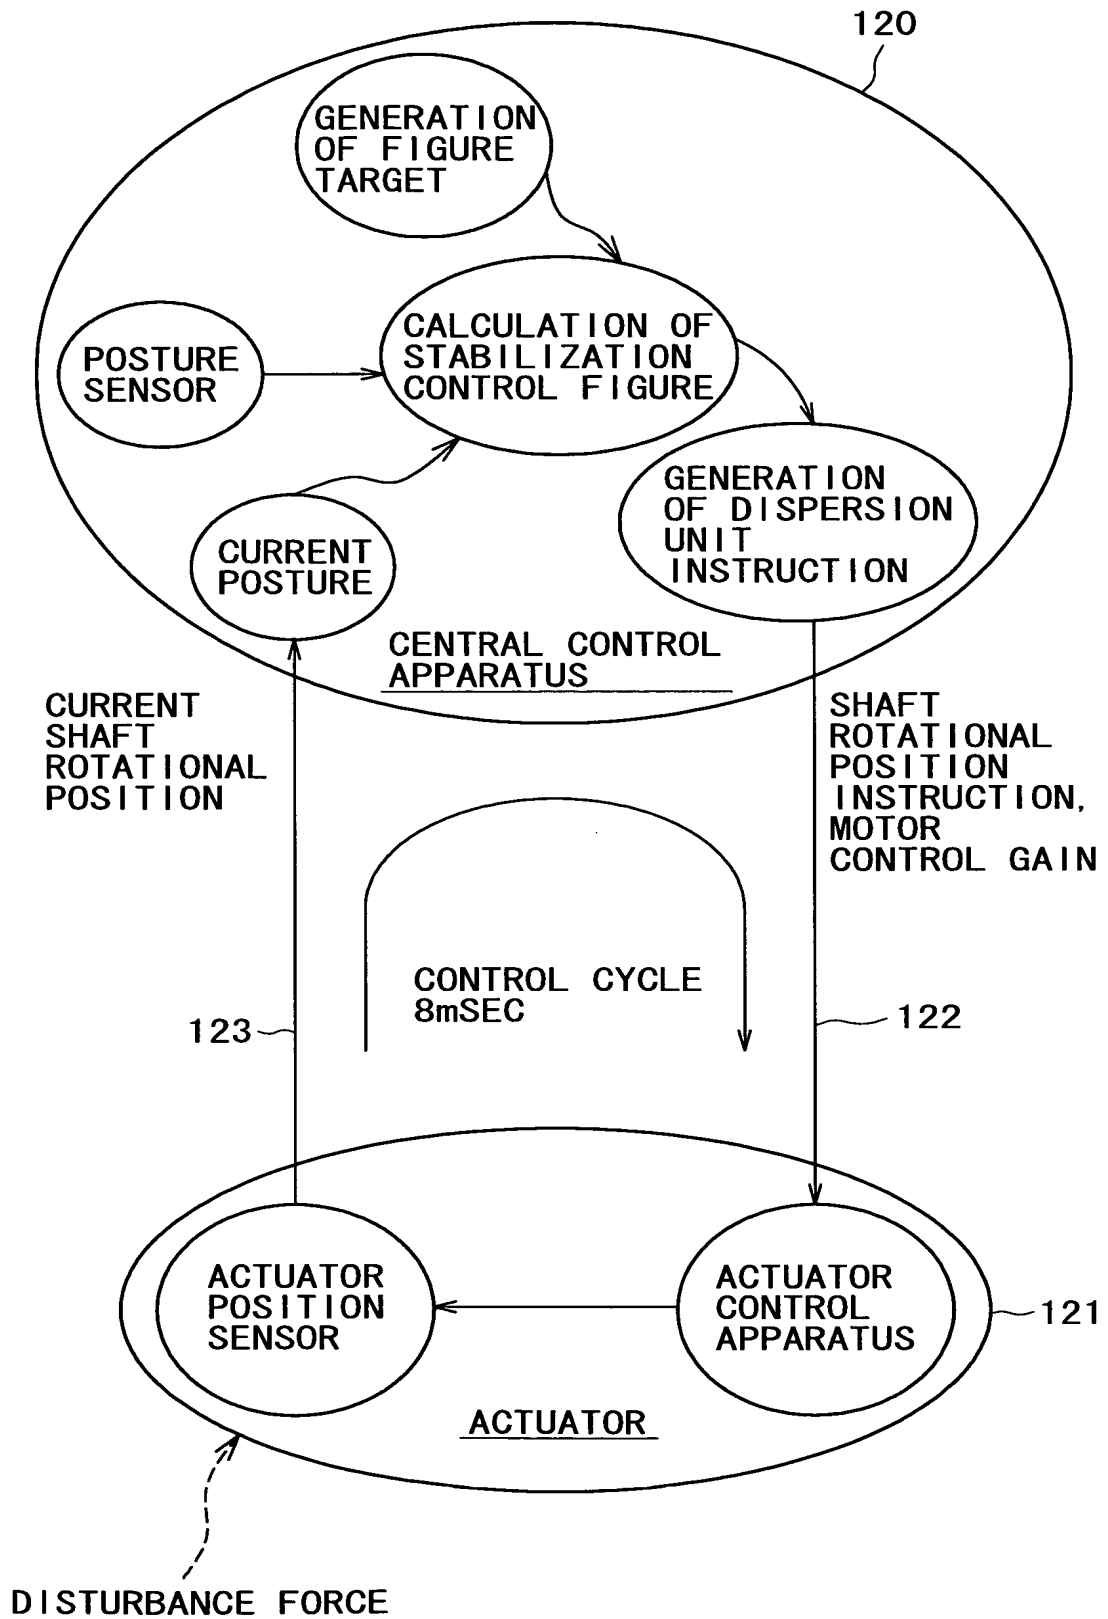 120
GENERATION
OF FIGURE
TARGET
CALCULATION OF
STABILIZATION
CONTROL FIGURE
POSTURE
SENSOR
GENERATION
OF DISPERSION
UNIT
INSTRUCTION
CURRENT
POSTURE
CENTRAL CONTROL
APPARATUS
CURRENT
SHAFT
ROTATIONAL
POSITION
SHAFT
ROTATIONAL
POSITION
INSTRUCTION,
MOTOR
CONTROL GAIN
CONTROL CYCLE
8mSEC
123
122
ACTUATOR
POSITION
SENSOR
ACTUATOR
CONTROL
APPARATUS
121
ACTUATOR
DISTURBANCE FORCE